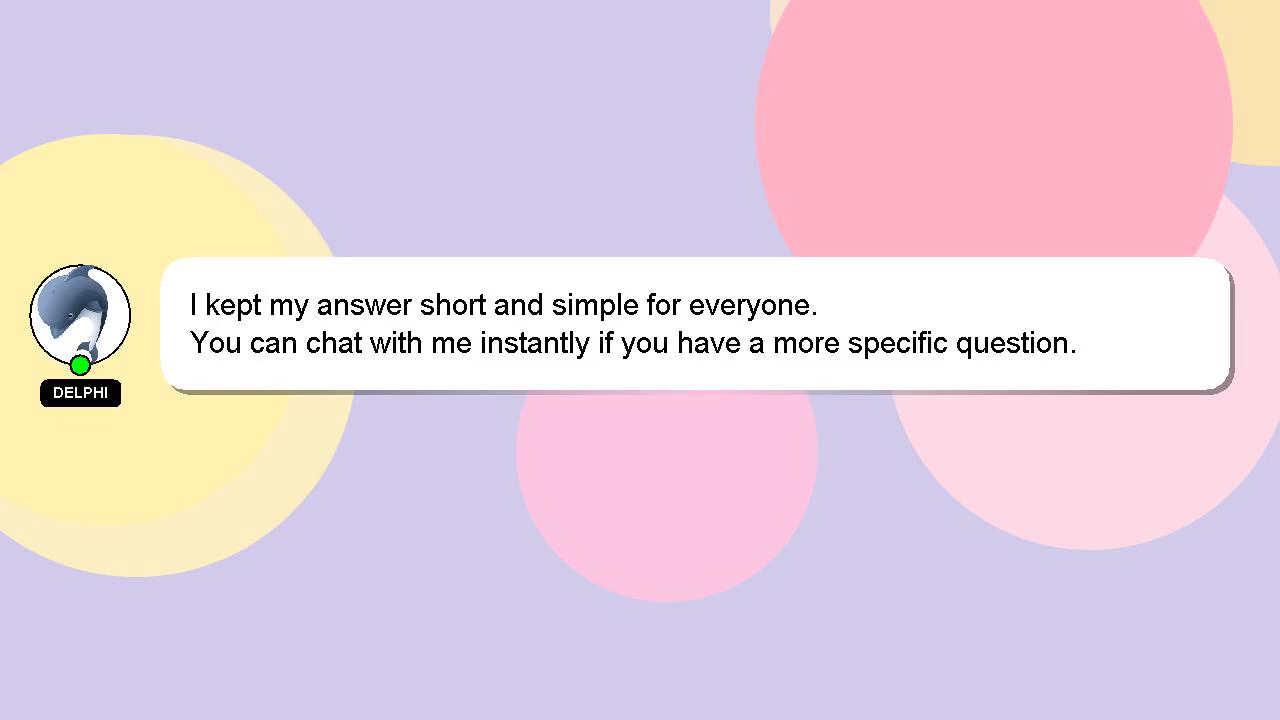 I kept my answer short and simple for everyone.
You can chat with me instantly if you have a more specific question.
DELPHI